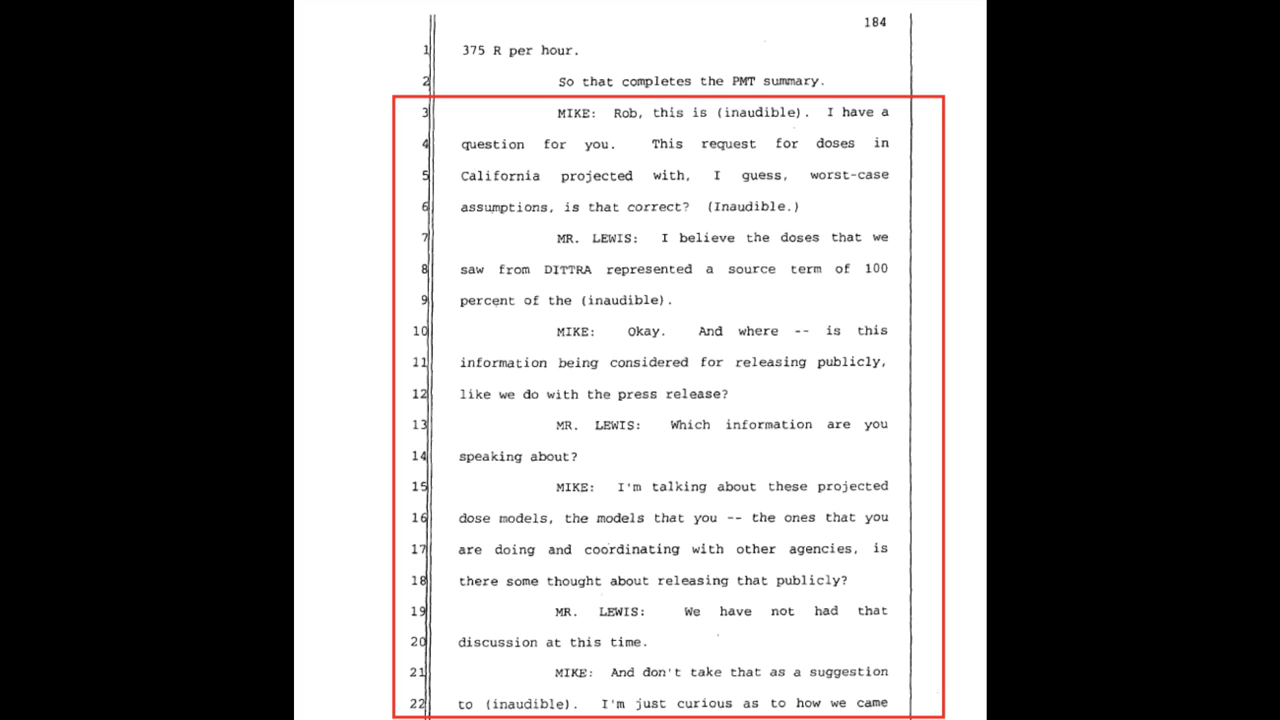 184
1 375 R per hour.
2 So that completes the PMT summary.
3 MIKE: Rob, this is (inaudible). I have a
4 question for you. This request for doses in
5 California projected with, I guess, worst-case
6 assumptions, is that correct? (Inaudible.)
7 MR. LEWIS: I believe the doses that we
8 saw from DITTRA represented a source term of 100
9 percent of the (inaudible).
10 MIKE: Okay. And where -- is this
11 information being considered for releasing publicly,
12 like we do with the press release?
13 MR. LEWIS: Which information are you
14 speaking about?
15 MIKE: I'm talking about these projected
16 dose models, the models that you -- the ones that you
17 are doing and coordinating with other agencies, is
18 there some thought about releasing that publicly?
19 MR. LEWIS: We have not had that
20 discussion at this time.
21 MIKE: And don't take that as a suggestion
22 to (inaudible). I'm just curious as to how we came